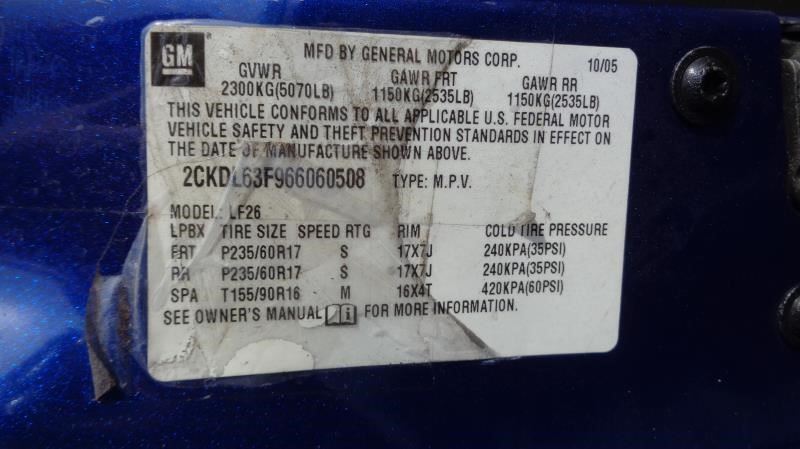 GM
MFD BY GENERAL MOTORS CORP. 10/05
GVWR GAWR FRT GAWR RR
2300KG(5070LB) 1150KG(2535LB) 1150KG(2535LB)
THIS VEHICLE CONFORMS TO ALL APPLICABLE U.S. FEDERAL MOTOR
VEHICLE SAFETY AND THEFT PREVENTION STANDARDS IN EFFECT ON
THE DATE OF MANUFACTURE SHOWN ABOVE.
2CKDL63F966060508 TYPE: M.P.V.
MODEL: LF26
LPBX TIRE SIZE SPEED RTG RIM COLD TIRE PRESSURE
FRT P235/60R17 S 17X7J 240KPA(35PSI)
RR P235/60R17 S 17X7J 240KPA(35PSI)
SPA T155/90R16 M 16X4T 420KPA(60PSI)
SEE OWNER'S MANUAL i FOR MORE INFORMATION.